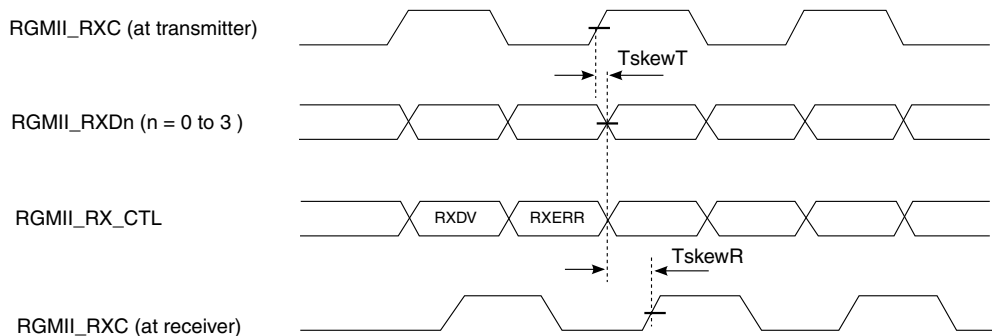 RGMII_RXC (at transmitter)
TskewT
RGMII_RXDn (n = 0 to 3 )
RGMII_RX_CTL
RXDV
RXERR
TskewR
RGMII_RXC (at receiver)